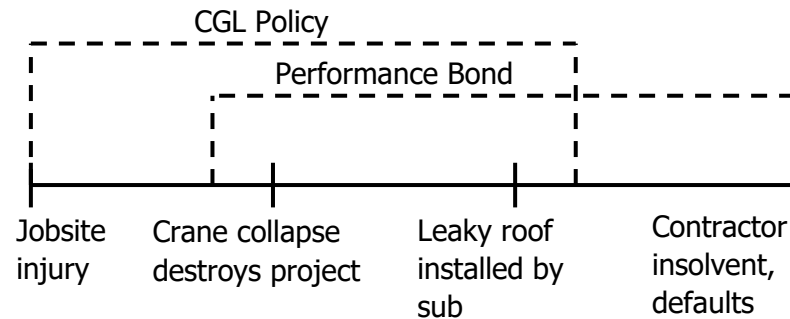 CGL Policy
Performance Bond
Jobsite
injury
Crane collapse
destroys project
Leaky roof
installed by
sub
Contractor
insolvent,
defaults